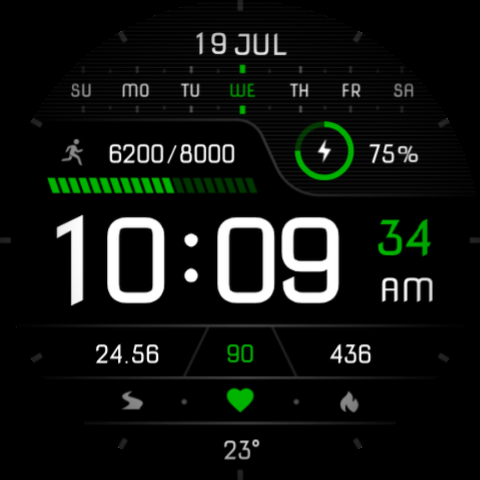 19 JUL
SU MO TU WE TH FR SA
6200/8000 75%
10:09 34 AM
24.56 90 436
23°